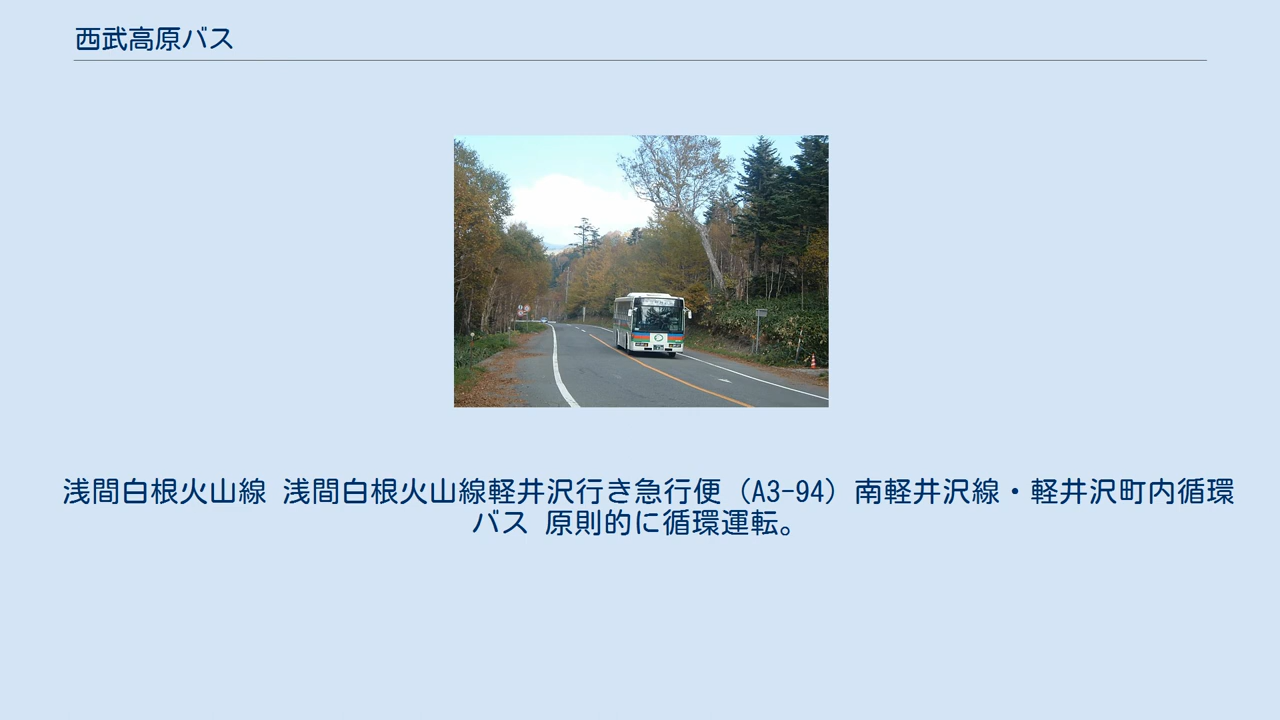 西武高原バス
浅間白根火山線 浅間白根火山線軽井沢行き急行便（A3-94）南軽井沢線・軽井沢町内循環
バス 原則的に循環運転。